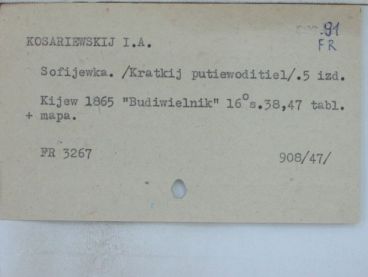 91
FR
KOSARIEWSKIJ I.A.
Sofijewka. /Kratkij putiewoditiel/.5 izd.
Kijew 1865 "Budiwielnik" 16° s.38,47 tabl.
+ mapa.
FR 3267 908/47/